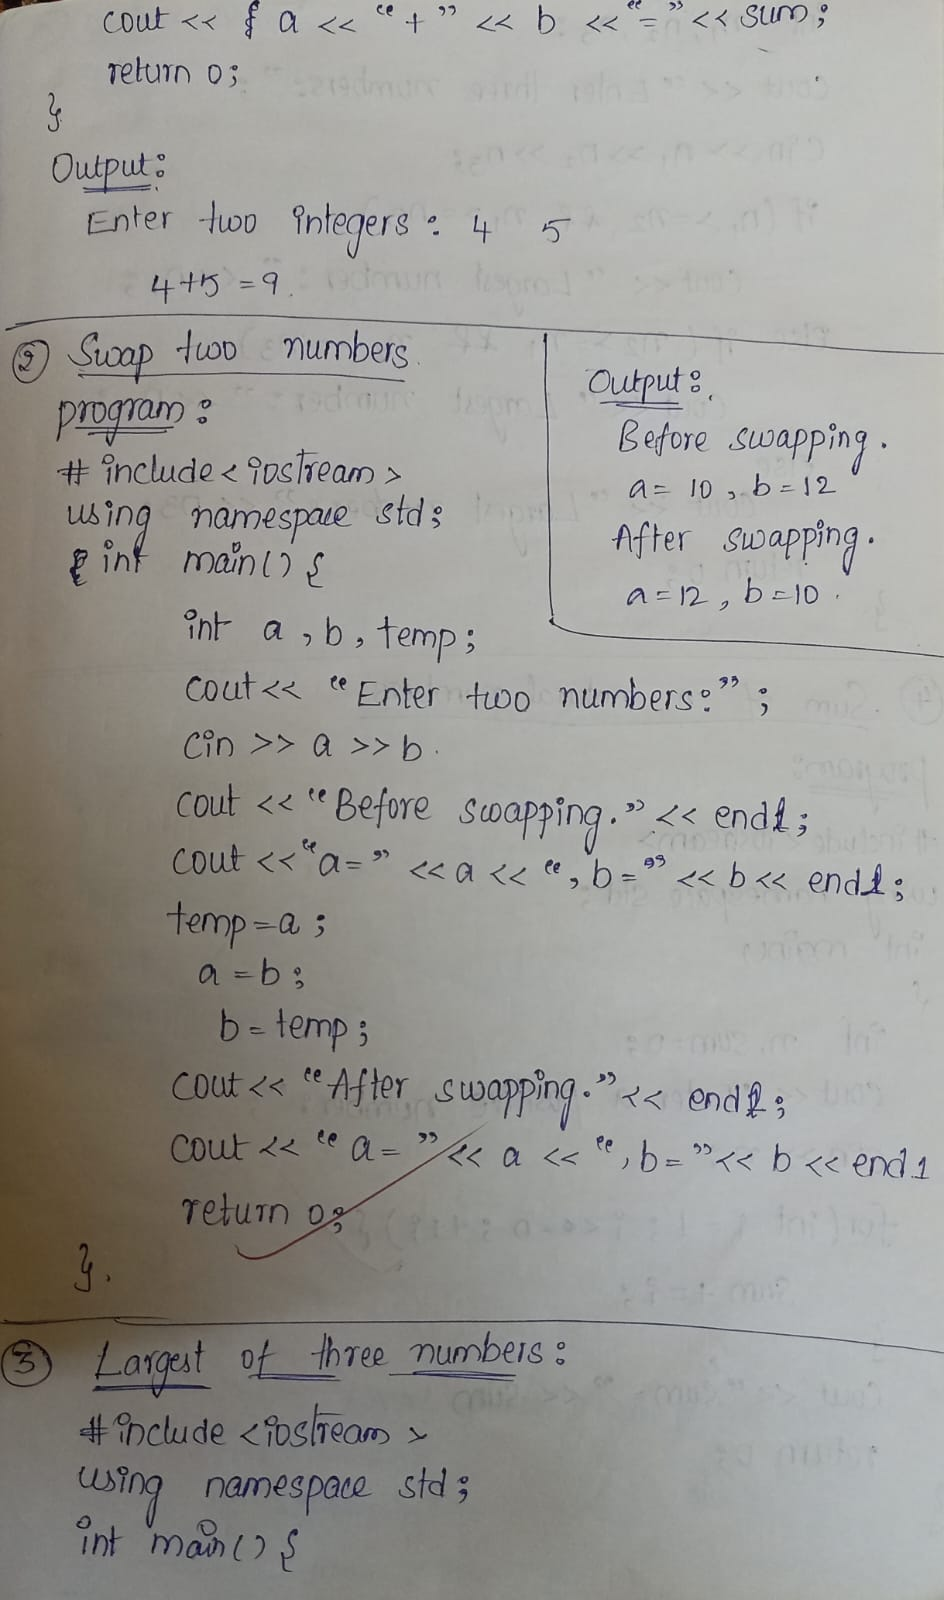 cout << a << "+" << b << "=" << sum;
return 0;
}
Output:
Enter two integers: 4 5
4+5=9.
② Swap two numbers.
program:
# include <iostream>
using namespace std;
int main() {
int a, b, temp;
cout << "Enter two numbers:";
cin >> a >> b.
cout << "Before swapping." << endl;
cout << "a=" << a << ", b=" << b << endl;
temp=a;
a=b;
b=temp;
cout << "After swapping." << endl;
cout << "a=" << a << ", b=" << b << end1
return 0;
}.
Output:
Before swapping.
a= 10, b=12
After swapping.
a=12, b=10.
③ Largest of three numbers:
#include <iostream>
using namespace std;
int main() {